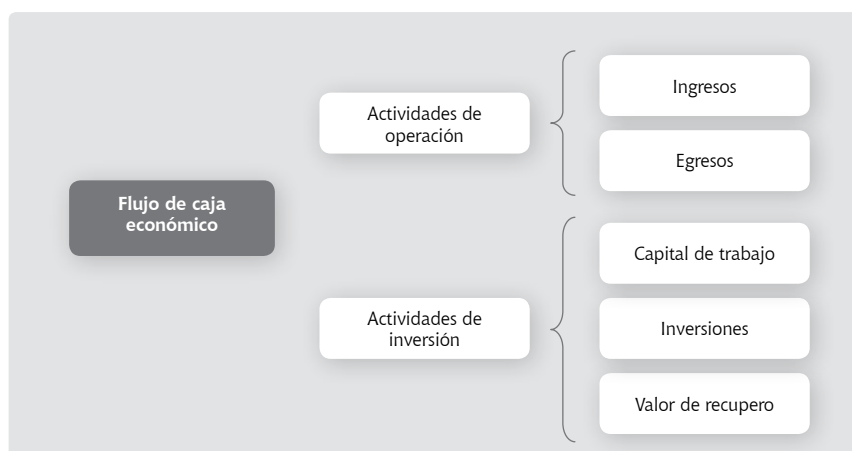 Flujo de caja
económico
Actividades de
operación
Ingresos
Egresos
Actividades de
inversión
Capital de trabajo
Inversiones
Valor de recupero